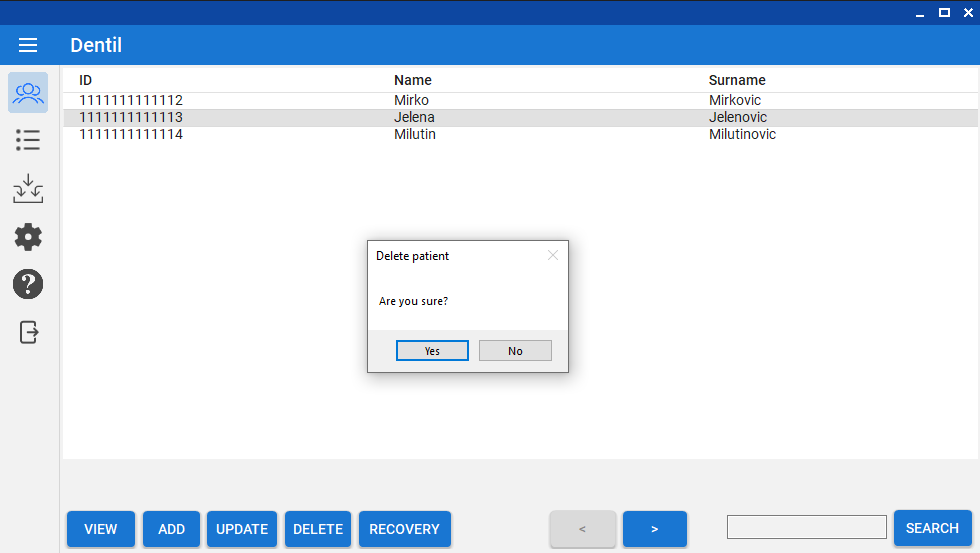 Dentil
ID Name Surname
1111111111112 Mirko Mirkovic
1111111111113 Jelena Jelenovic
1111111111114 Milutin Milutinovic
Delete patient
Are you sure?
Yes No
VIEW ADD UPDATE DELETE RECOVERY < > SEARCH